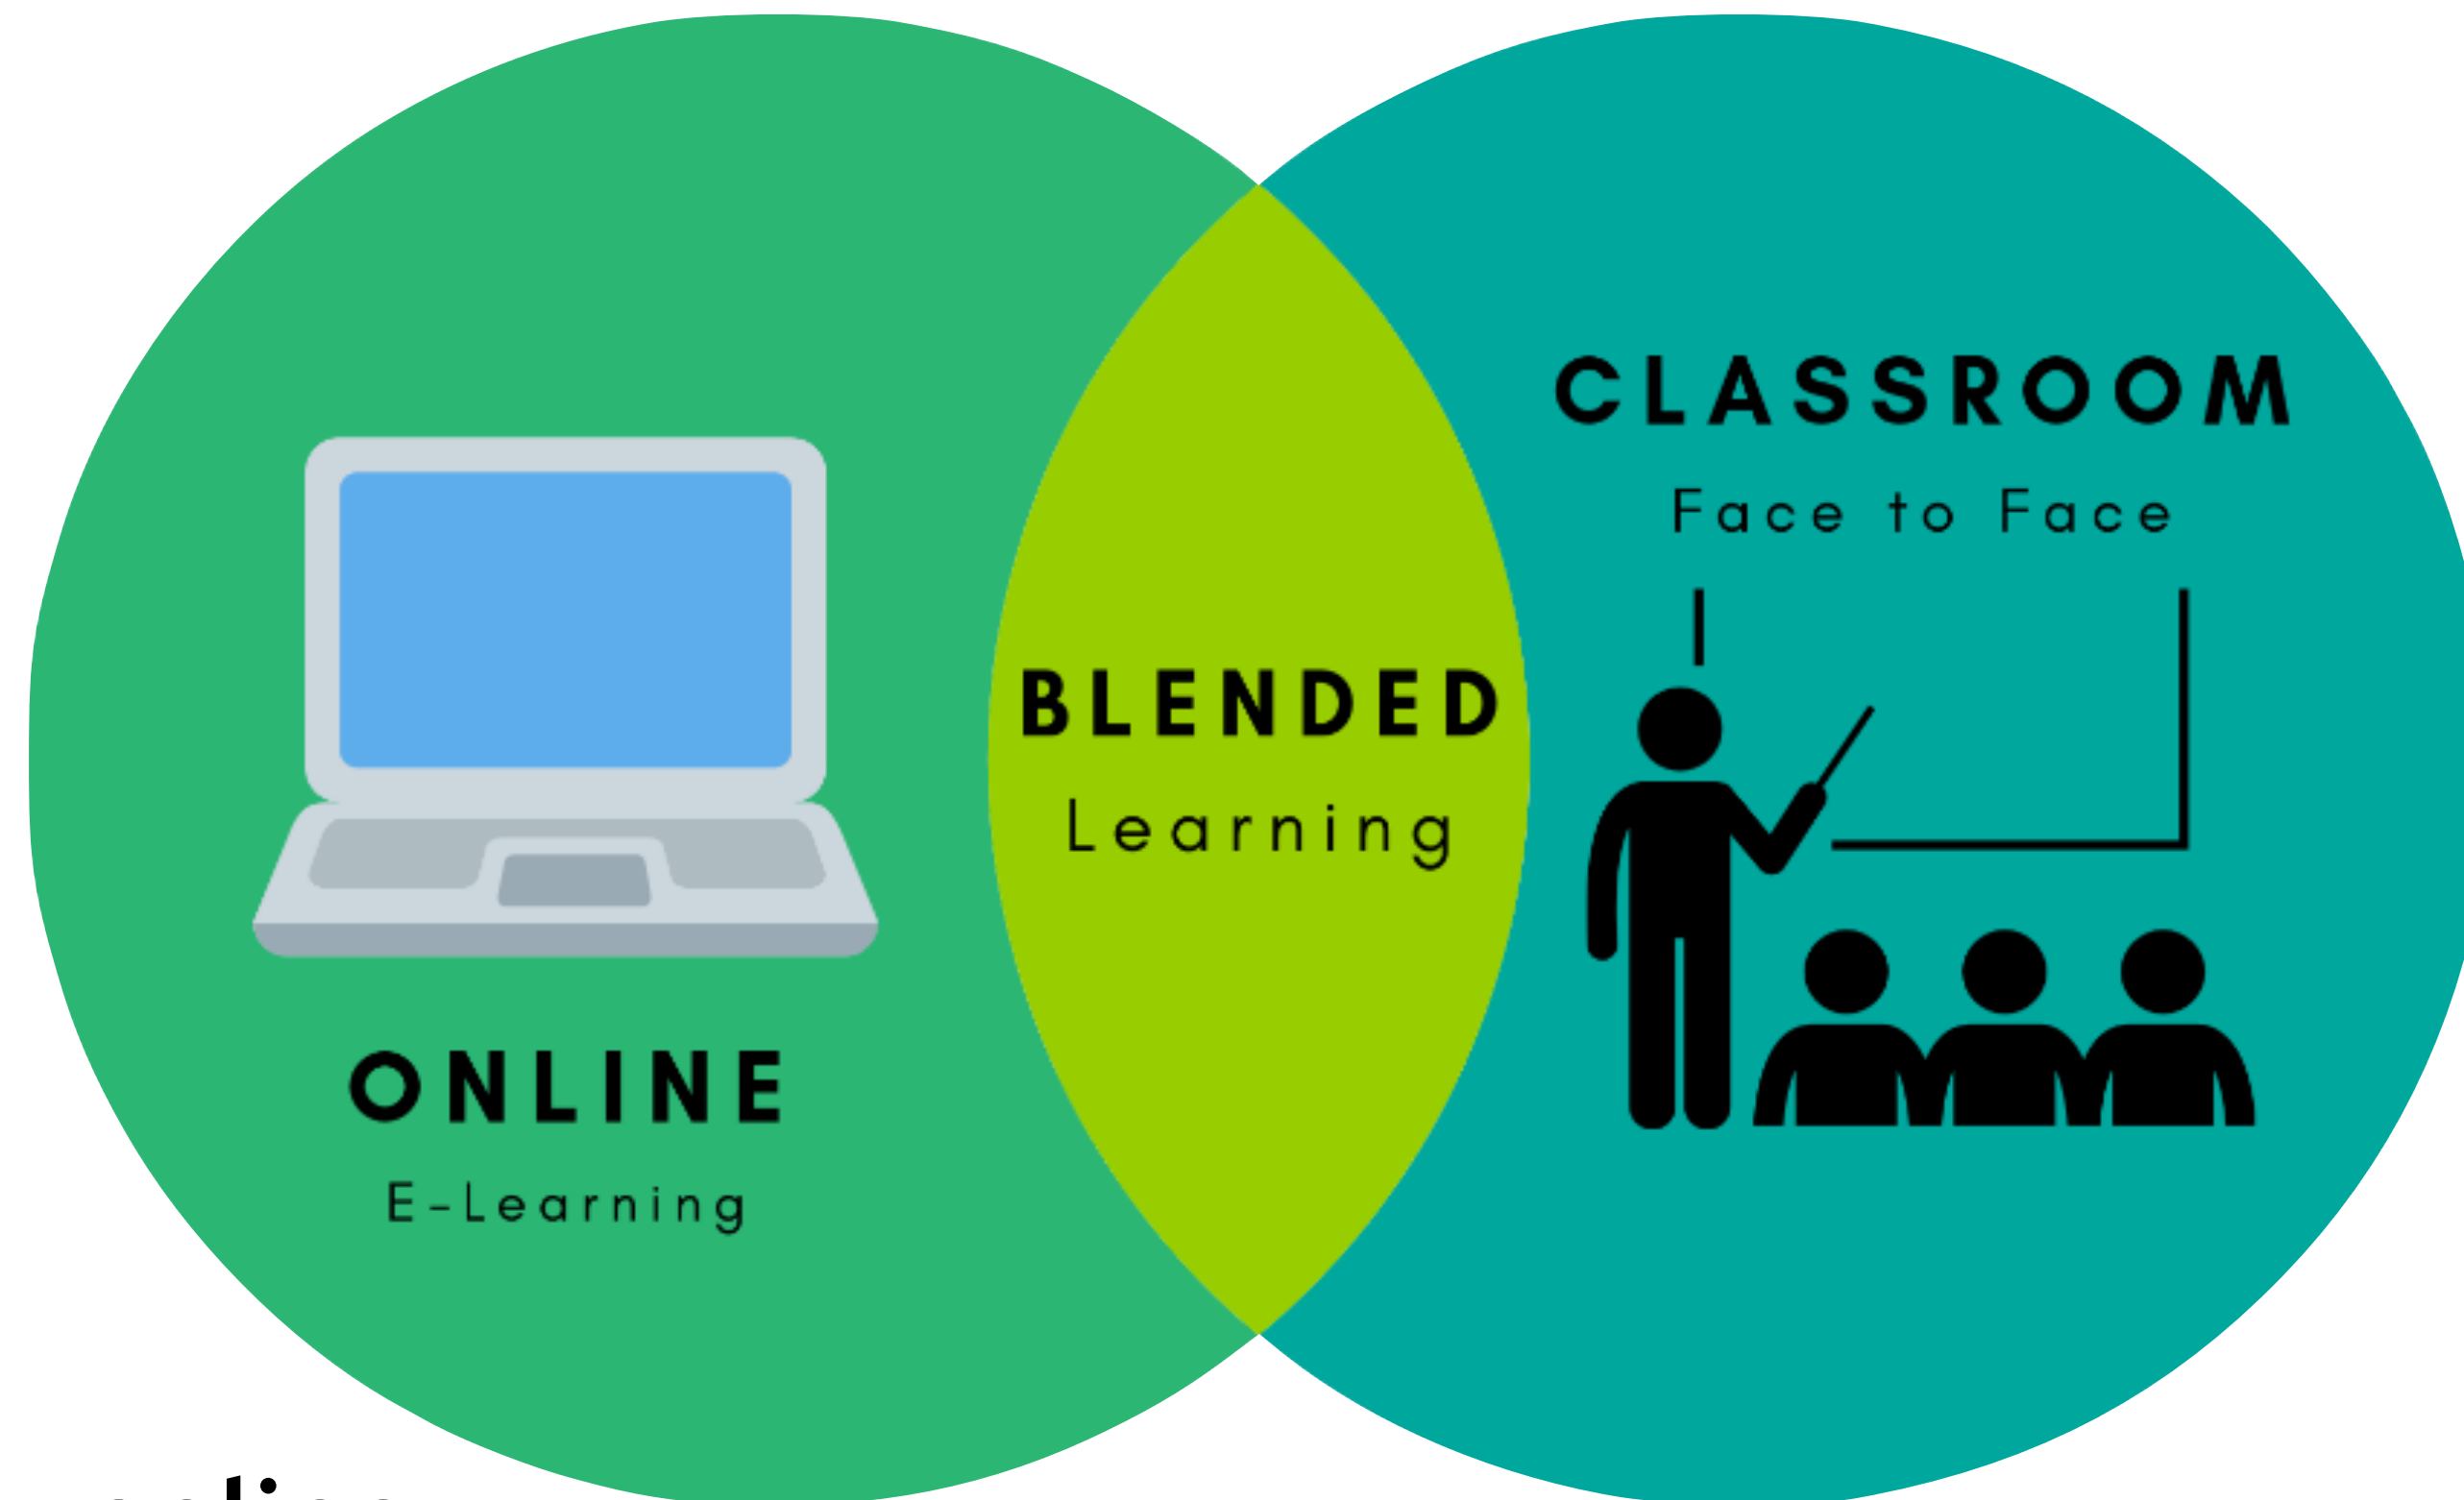 CLASSROOM
Face to Face
BLENDED
Learning
ONLINE
E-Learning